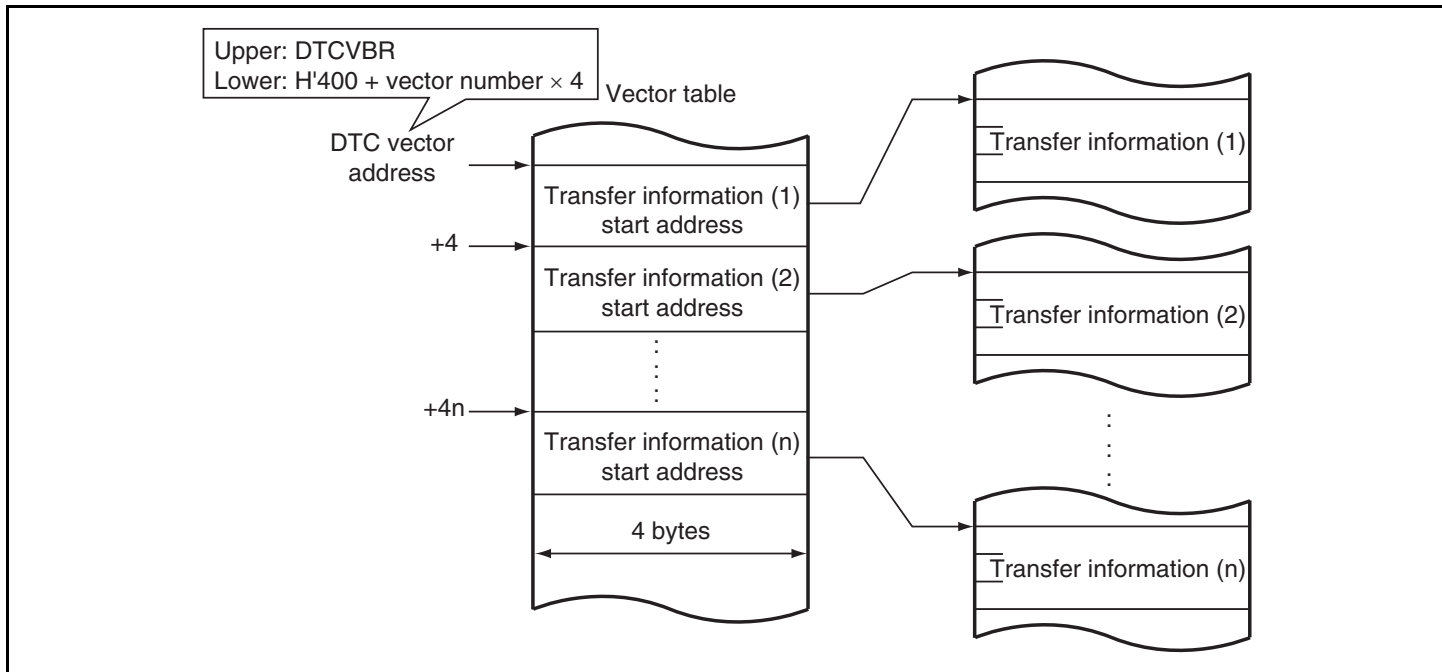 Upper: DTCVBR
Lower: H'400 + vector number × 4
Vector table
DTC vector
address
Transfer information (1)
start address
+4
Transfer information (2)
start address
+4n
Transfer information (n)
start address
4 bytes
Transfer information (1)
Transfer information (2)
Transfer information (n)